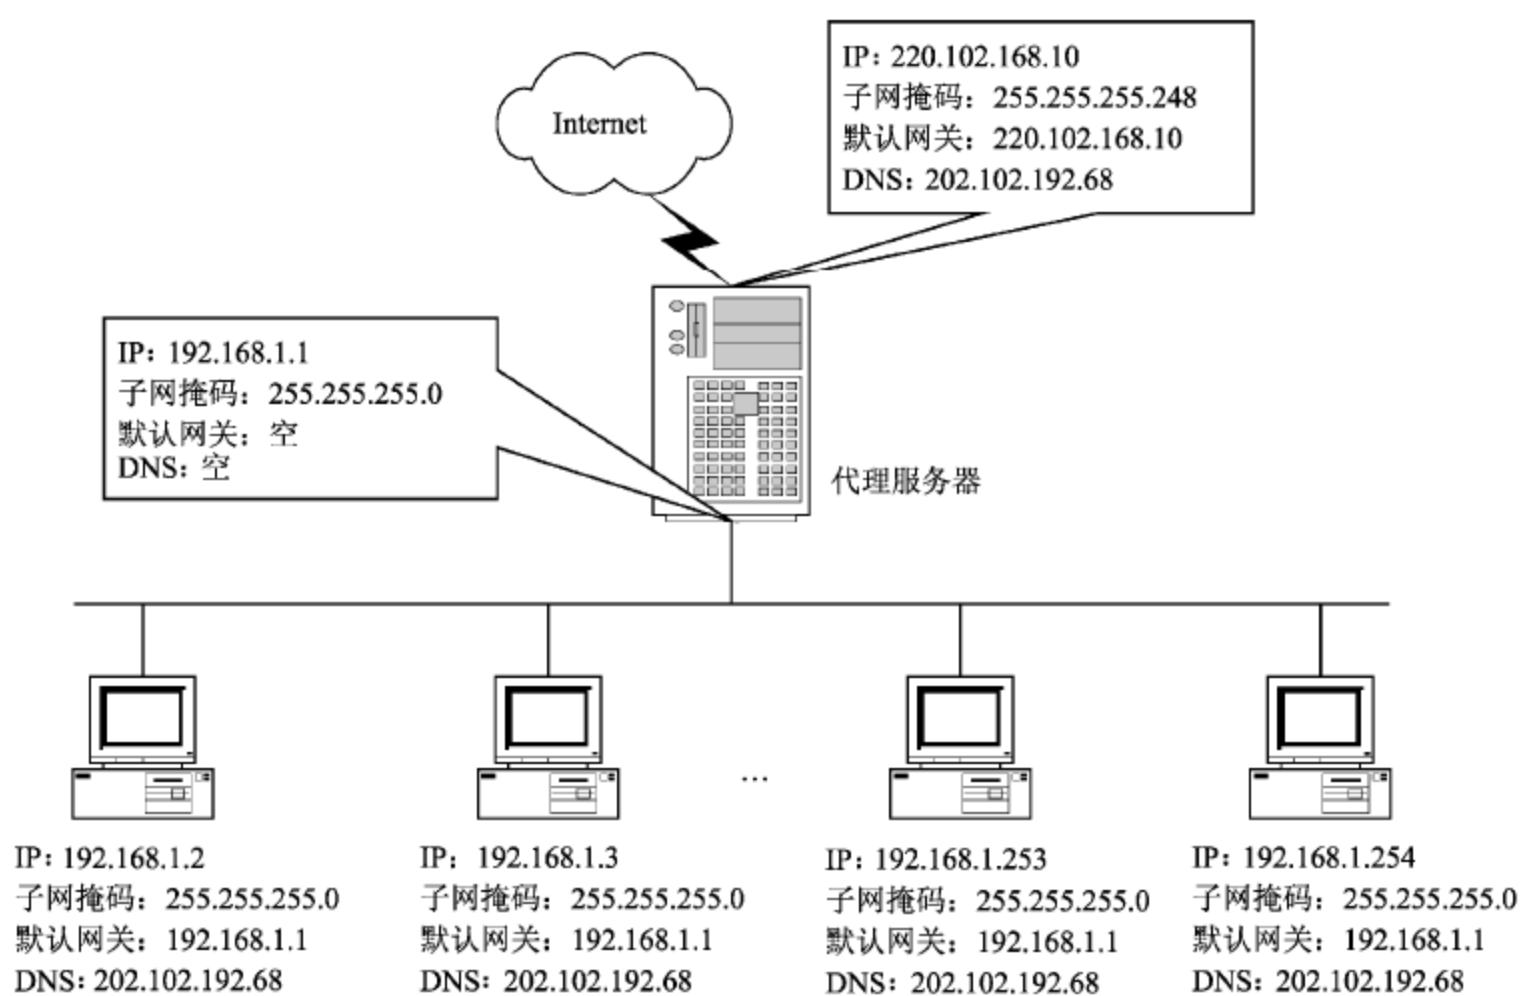 Internet
IP: 220.102.168.10
子网掩码: 255.255.255.248
默认网关: 220.102.168.10
DNS: 202.102.192.68
IP: 192.168.1.1
子网掩码: 255.255.255.0
默认网关: 空
DNS: 空
代理服务器
...
IP: 192.168.1.2
子网掩码: 255.255.255.0
默认网关: 192.168.1.1
DNS: 202.102.192.68
IP: 192.168.1.3
子网掩码: 255.255.255.0
默认网关: 192.168.1.1
DNS: 202.102.192.68
IP: 192.168.1.253
子网掩码: 255.255.255.0
默认网关: 192.168.1.1
DNS: 202.102.192.68
IP: 192.168.1.254
子网掩码: 255.255.255.0
默认网关: 192.168.1.1
DNS: 202.102.192.68